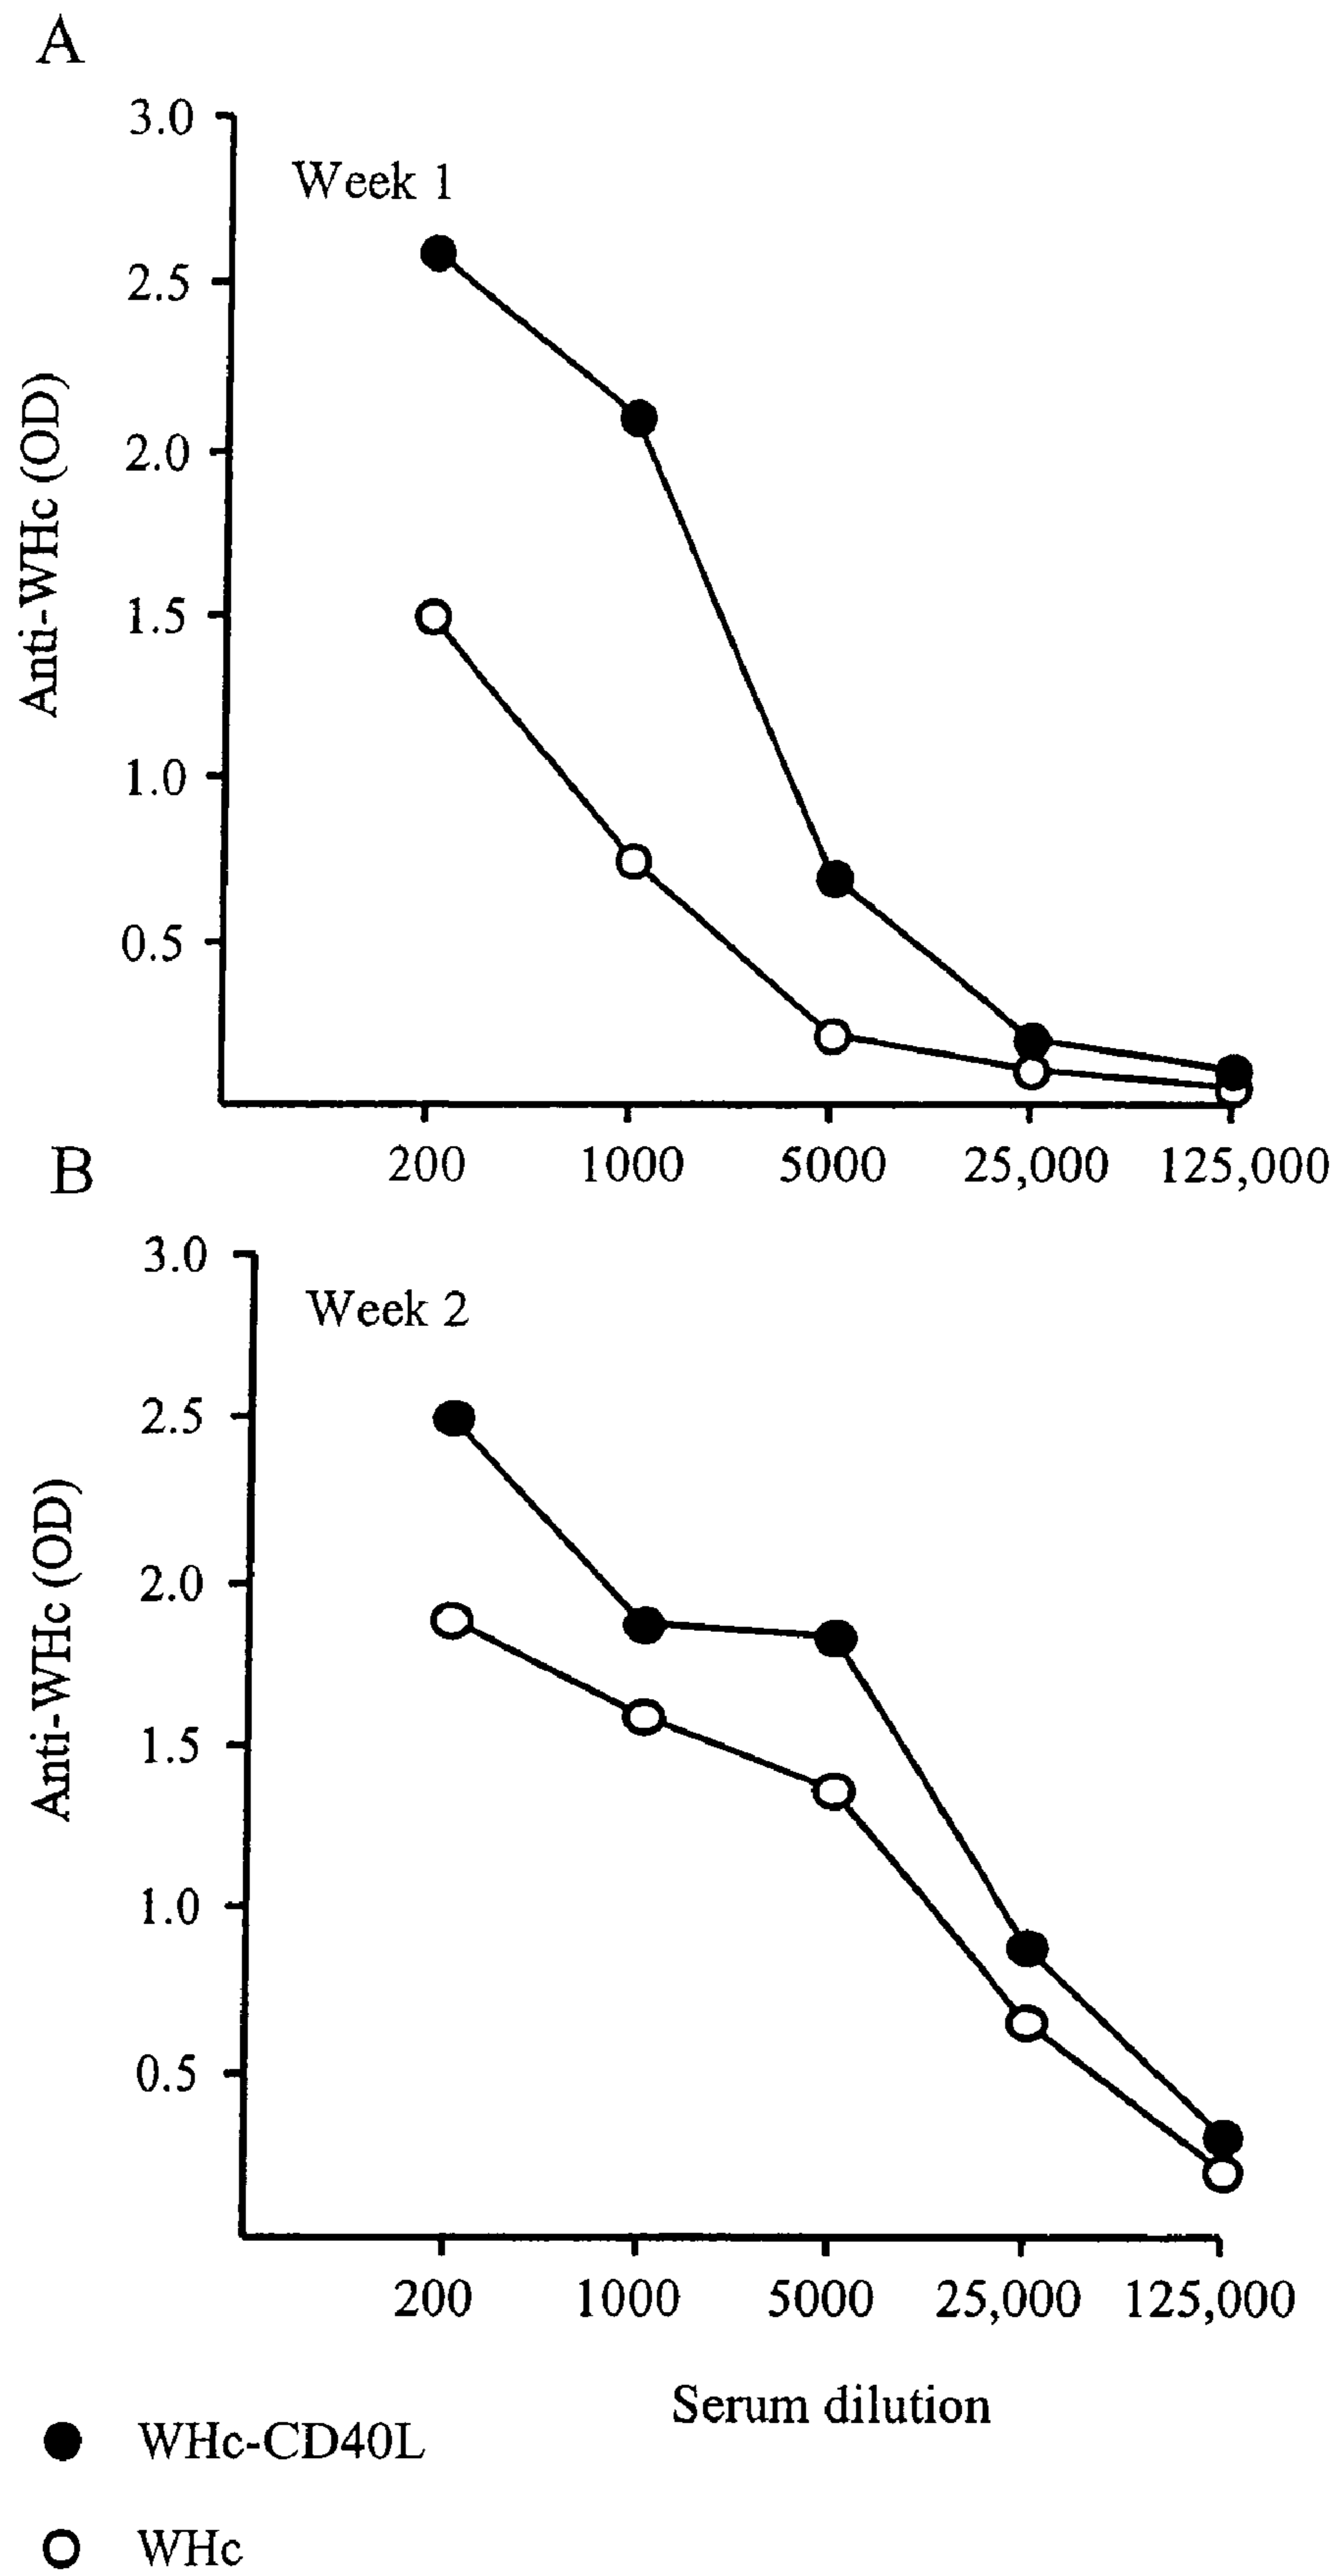 A
3.0
Week 1
2.5
2.0
1.5
1.0
0.5
Anti-WHc (OD)
200 1000 5000 25,000 125,000
B
3.0
Week 2
2.5
2.0
1.5
1.0
0.5
Anti-WHc (OD)
200 1000 5000 25,000 125,000
Serum dilution
WHc-CD40L
WHc